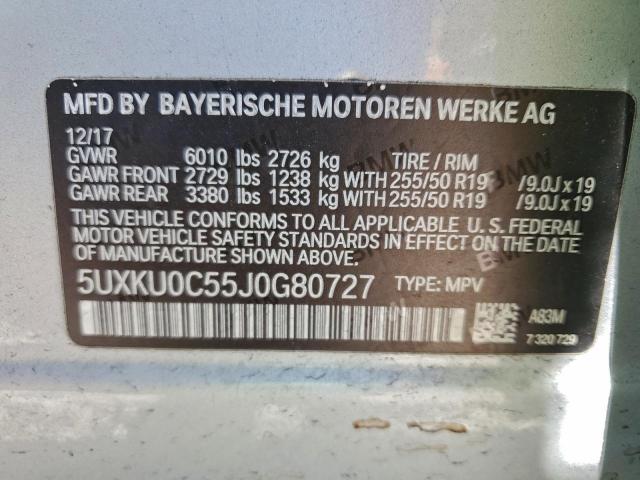 MFD BY BAYERISCHE MOTOREN WERKE AG
12/17
GVWR 6010 lbs 2726 kg TIRE / RIM
GAWR FRONT 2729 lbs 1238 kg WITH 255/50 R19 /9.0J x 19
GAWR REAR 3380 lbs 1533 kg WITH 255/50 R19 /9.0J x 19
THIS VEHICLE CONFORMS TO ALL APPLICABLE U. S. FEDERAL
MOTOR VEHICLE SAFETY STANDARDS IN EFFECT ON THE DATE
OF MANUFACTURE SHOWN ABOVE.
5UXKU0C55J0G80727 TYPE: MPV
A83M
7 320 729